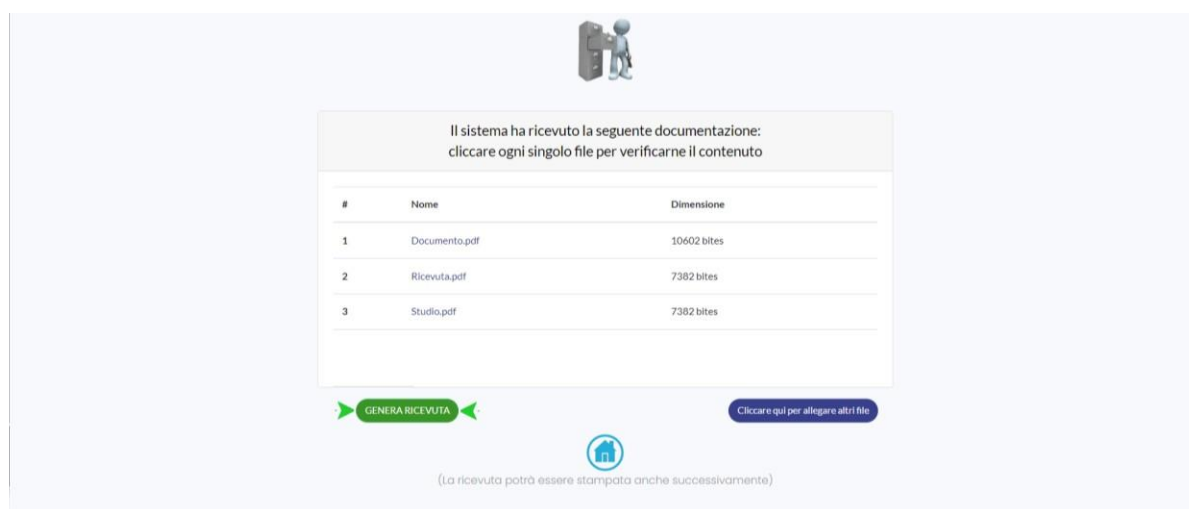 Il sistema ha ricevuto la seguente documentazione:
cliccare ogni singolo file per verificarne il contenuto
# Nome Dimensione
1 Documento.pdf 10602 bites
2 Ricevuta.pdf 7382 bites
3 Studio.pdf 7382 bites
GENERA RICEVUTA Cliccare qui per allegare altri file
(La ricevuta potrà essere stampata anche successivamente)